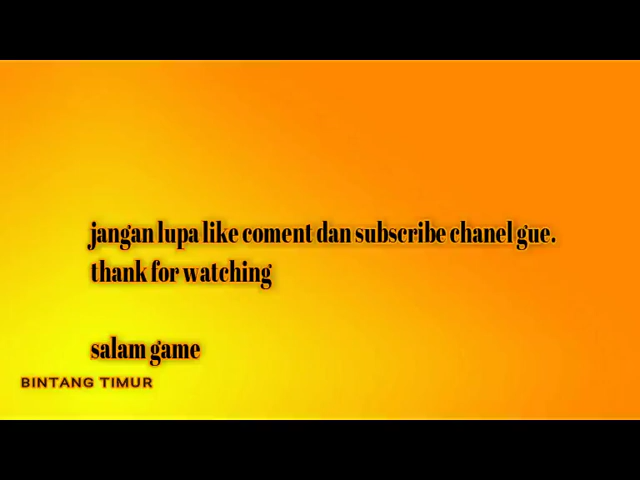 jangan lupa like coment dan subscribe chanel gue.
thank for watching
salam game
BINTANG TIMUR